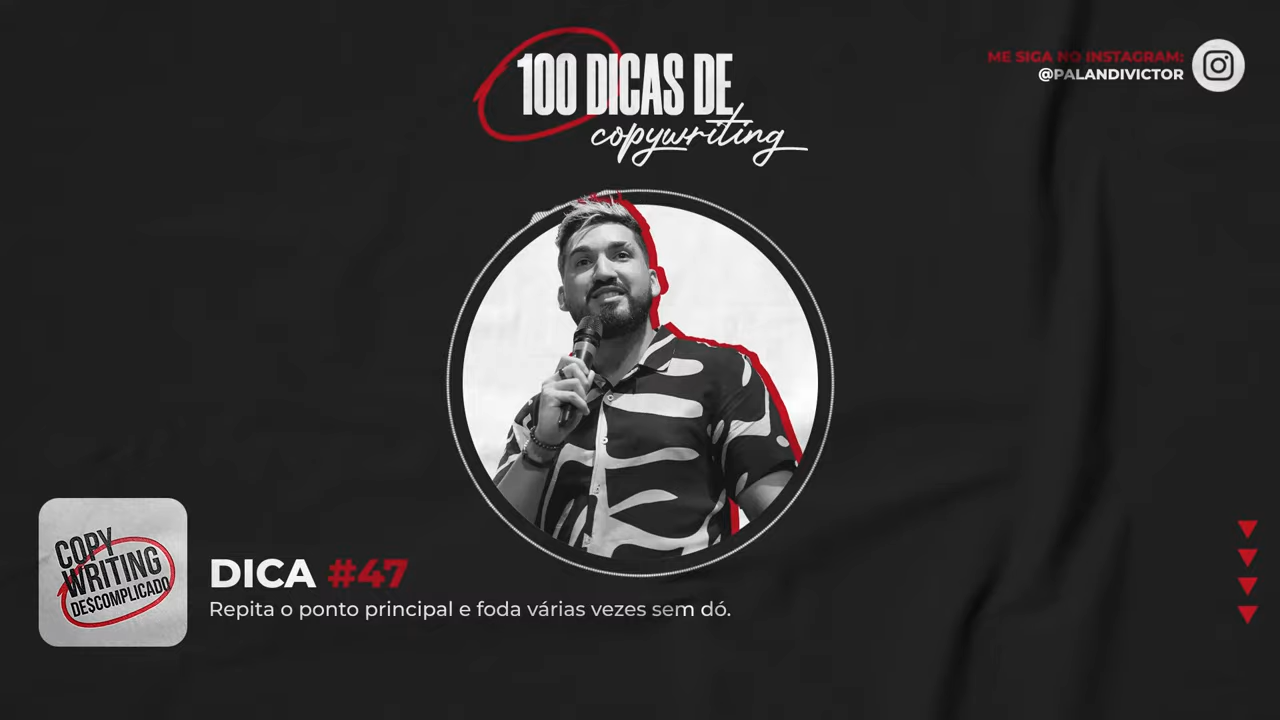 100 DICAS DE
copywriting
ME SIGA NO INSTAGRAM:
@PALANDIVICTOR
COPY
WRITING
DESCOMPLICADO
DICA #47
Repita o ponto principal e foda várias vezes sem dó.